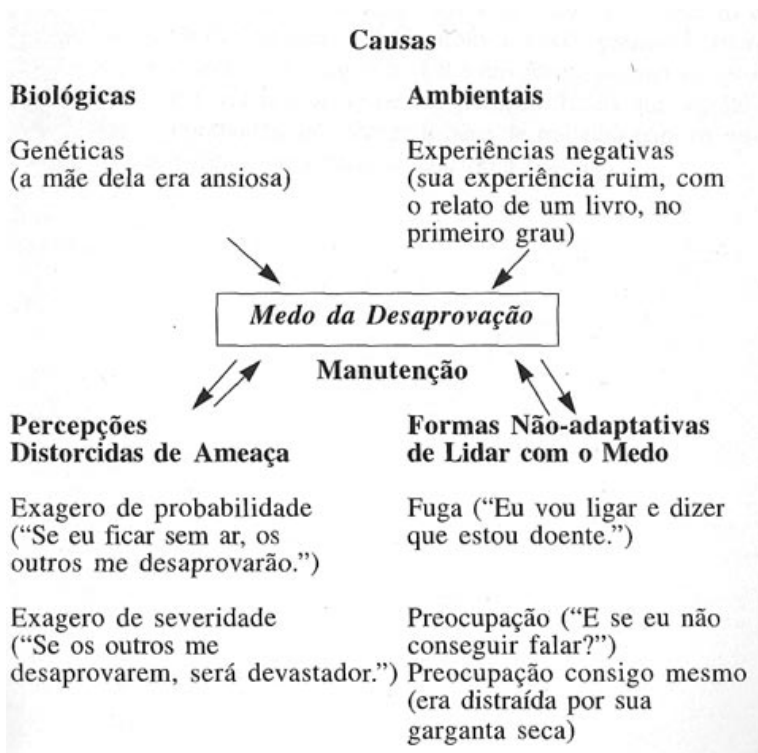 Causas
Biológicas
Genéticas
(a mãe dela era ansiosa)
Ambientais
Experiências negativas
(sua experiência ruim, com
o relato de um livro, no
primeiro grau)
Medo da Desaprovação
Manutenção
Percepções
Distorcidas de Ameaça
Exagero de probabilidade
(“Se eu ficar sem ar, os
outros me desaprovarão.”)
Exagero de severidade
(“Se os outros me
desaprovarem, será devastador.”)
Formas Não-adaptativas
de Lidar com o Medo
Fuga (“Eu vou ligar e dizer
que estou doente.”)
Preocupação (“E se eu não
conseguir falar?”)
Preocupação consigo mesmo
(era distraída por sua
garganta seca)